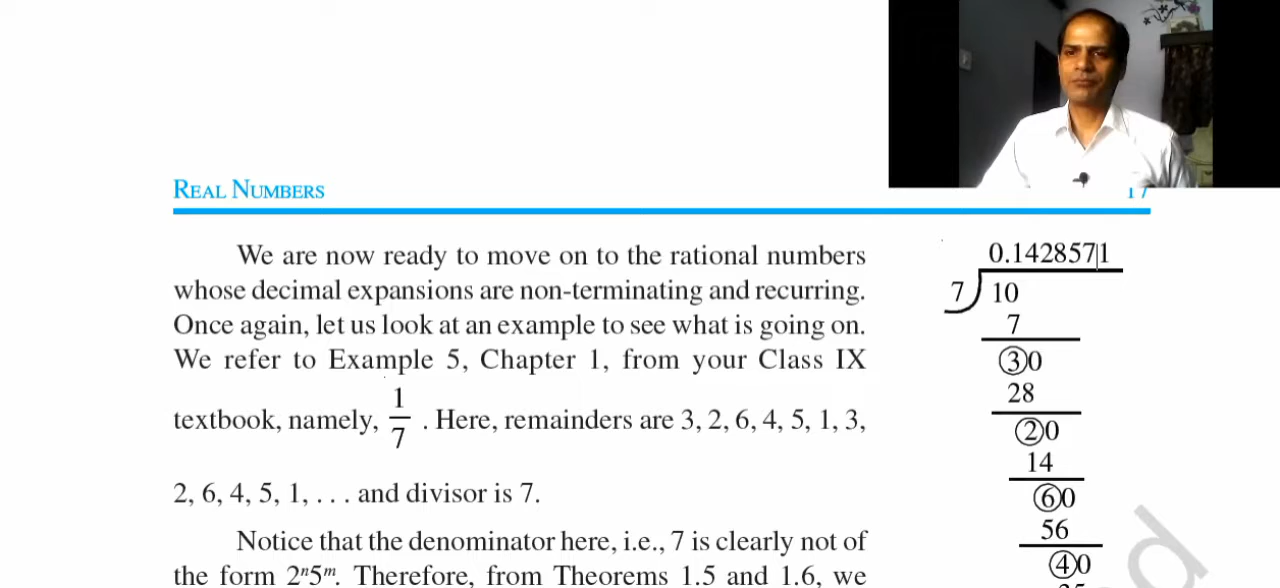 REAL NUMBERS
17
We are now ready to move on to the rational numbers
whose decimal expansions are non-terminating and recurring.
Once again, let us look at an example to see what is going on.
We refer to Example 5, Chapter 1, from your Class IX
textbook, namely, 1/7 . Here, remainders are 3, 2, 6, 4, 5, 1, 3,
2, 6, 4, 5, 1, . . . and divisor is 7.
Notice that the denominator here, i.e., 7 is clearly not of
the form 2ⁿ5ᵐ. Therefore, from Theorems 1.5 and 1.6, we
0.1428571
7 10
7
30
28
20
14
60
56
40
d